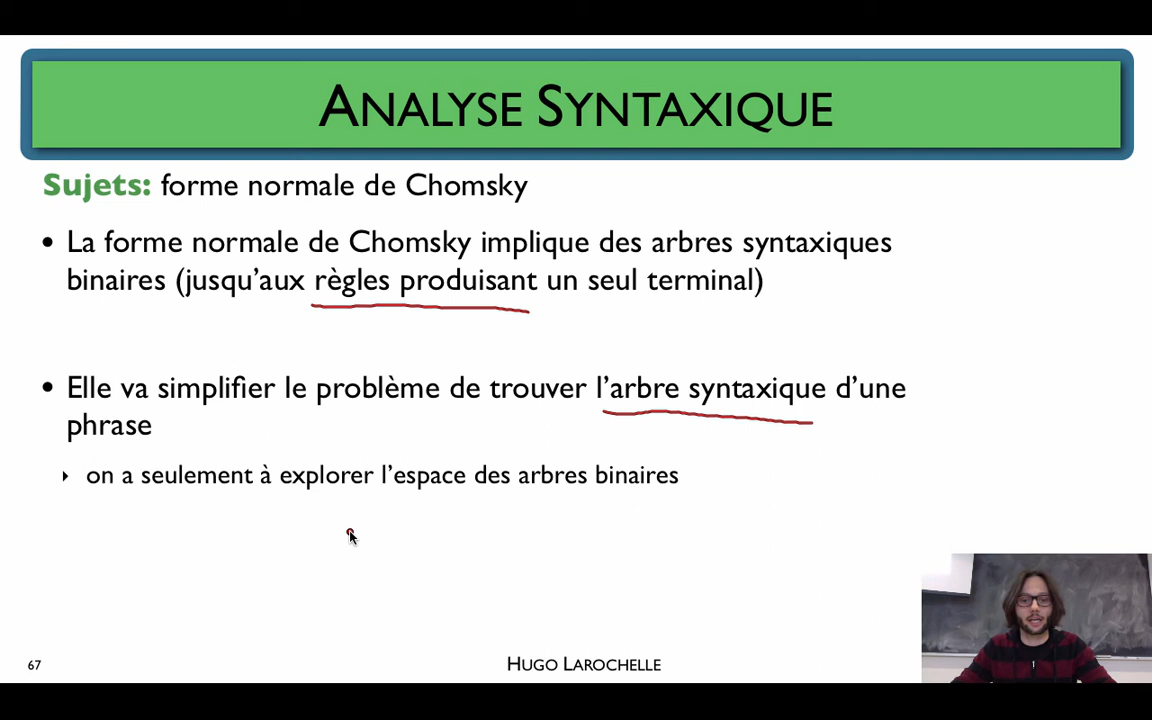 ANALYSE SYNTAXIQUE
Sujets: forme normale de Chomsky
• La forme normale de Chomsky implique des arbres syntaxiques
binaires (jusqu’aux règles produisant un seul terminal)
• Elle va simplifier le problème de trouver l’arbre syntaxique d’une
phrase
‣ on a seulement à explorer l’espace des arbres binaires
67
HUGO LAROCHELLE